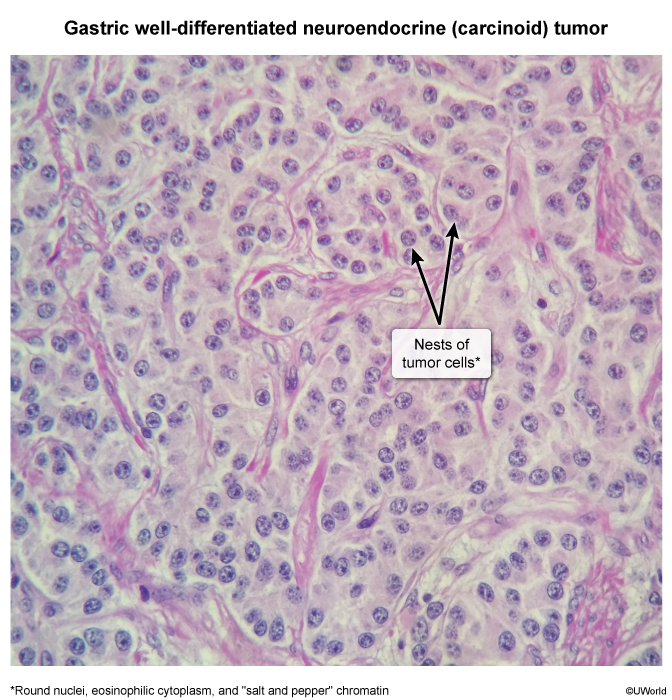 Gastric well-differentiated neuroendocrine (carcinoid) tumor
Nests of
tumor cells*
*Round nuclei, eosinophilic cytoplasm, and "salt and pepper" chromatin
©UWorld